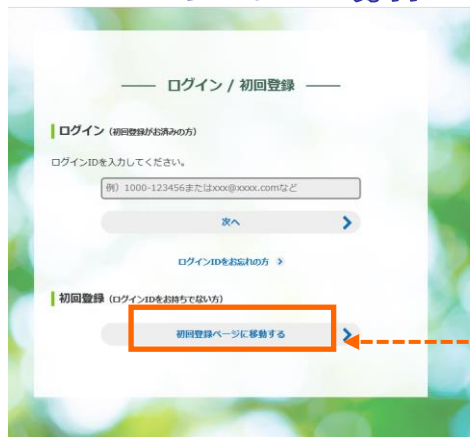 ログイン / 初回登録
ログイン (初回登録がお済みの方)
ログインIDを入力してください。
例）1000-123456またはxxx@xxxx.comなど
次へ
ログインIDをお忘れの方
初回登録 (ログインIDをお持ちでない方)
初回登録ページに移動する